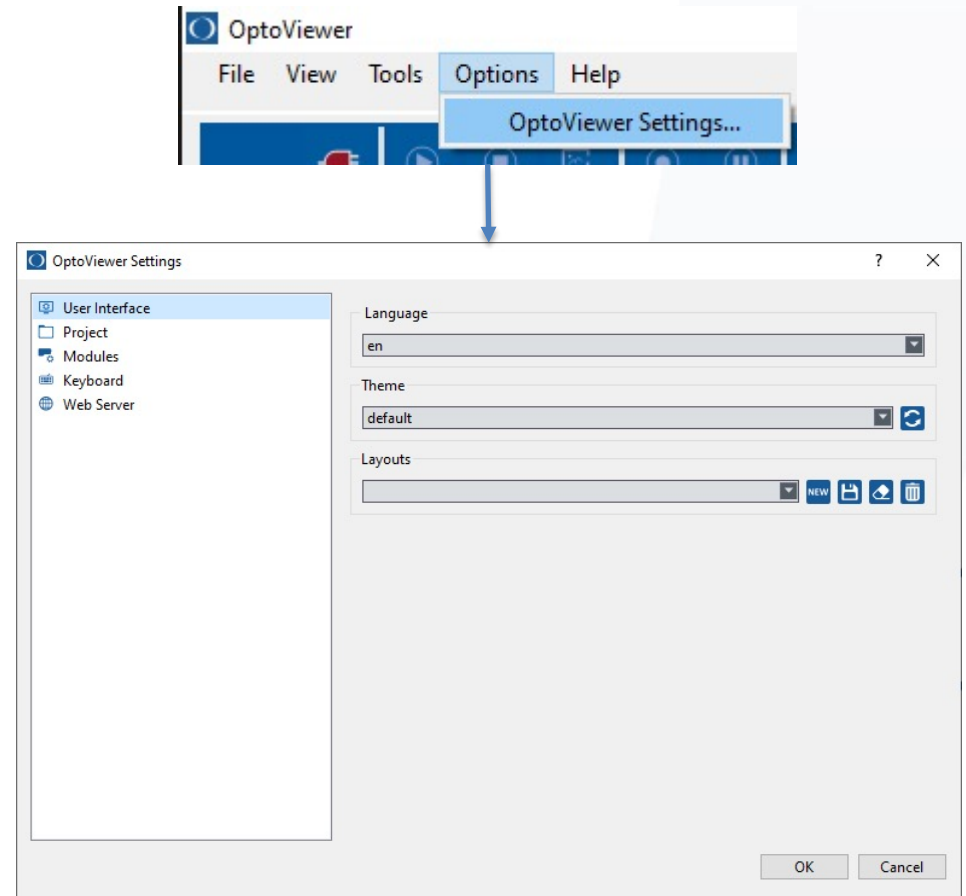 OptoViewer
File View Tools Options Help
OptoViewer Settings...
OptoViewer Settings
?
User Interface
Project
Modules
Keyboard
Web Server
Language
en
Theme
default
Layouts
NEW
OK Cancel